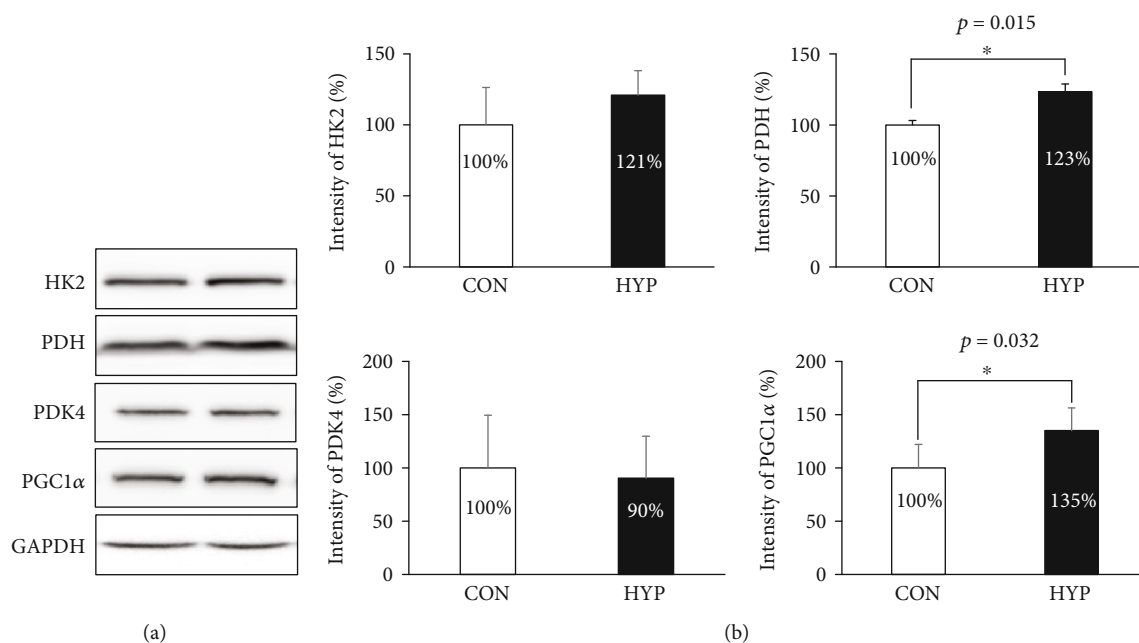 HK2
PDH
PDK4
PGC1α
GAPDH
(a)
Intensity of HK2 (%)
150
100
50
0
100%
121%
CON
HYP
p = 0.015
*
Intensity of PDH (%)
150
100
50
0
100%
123%
CON
HYP
Intensity of PDK4 (%)
200
150
100
50
0
100%
90%
CON
HYP
p = 0.032
*
Intensity of PGC1α (%)
200
150
100
50
0
100%
135%
CON
HYP
(b)